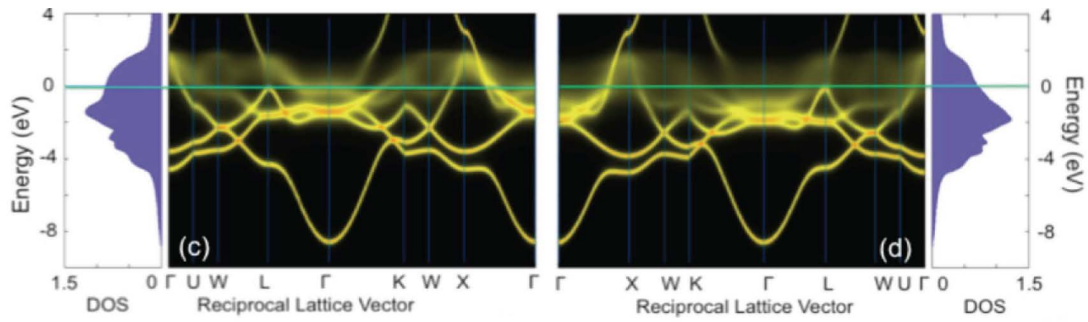 4 4
0 0
-4 -4
-8 -8
Energy (eV)
Energy (eV)
(c) (d)
Γ U W L Γ K W X Γ Γ X W K Γ L W U Γ
1.5 0 0 1.5
DOS Reciprocal Lattice Vector Reciprocal Lattice Vector DOS